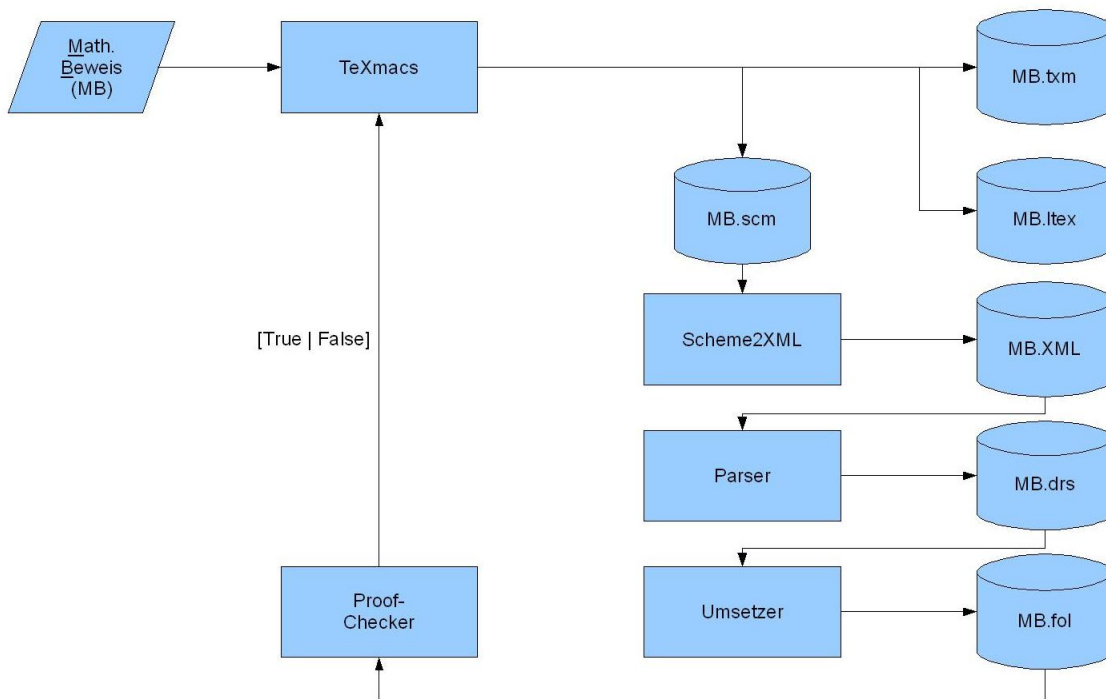 Math.
Beweis
(MB)
TeXmacs
MB.txm
MB.scm
MB.ltex
[True | False]
Scheme2XML
MB.XML
Parser
MB.drs
Proof-
Checker
Umsetzer
MB.fol